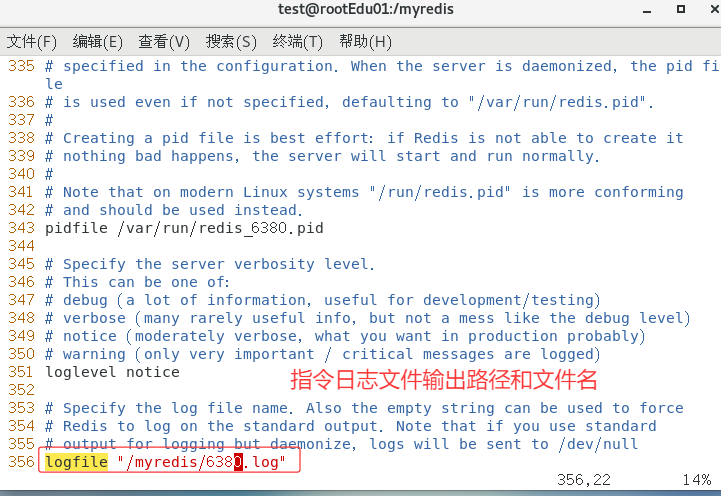 test@rootEdu01:/myredis
文件(F) 编辑(E) 查看(V) 搜索(S) 终端(T) 帮助(H)
335 # specified in the configuration. When the server is daemonized, the pid fi
le
336 # is used even if not specified, defaulting to "/var/run/redis.pid".
337 #
338 # Creating a pid file is best effort: if Redis is not able to create it
339 # nothing bad happens, the server will start and run normally.
340 #
341 # Note that on modern Linux systems "/run/redis.pid" is more conforming
342 # and should be used instead.
343 pidfile /var/run/redis_6380.pid
344
345 # Specify the server verbosity level.
346 # This can be one of:
347 # debug (a lot of information, useful for development/testing)
348 # verbose (many rarely useful info, but not a mess like the debug level)
349 # notice (moderately verbose, what you want in production probably)
350 # warning (only very important / critical messages are logged)
351 loglevel notice
指令日志文件输出路径和文件名
352
353 # Specify the log file name. Also the empty string can be used to force
354 # Redis to log on the standard output. Note that if you use standard
355 # output for logging but daemonize, logs will be sent to /dev/null
356 logfile "/myredis/6380.log"
356,22 14%